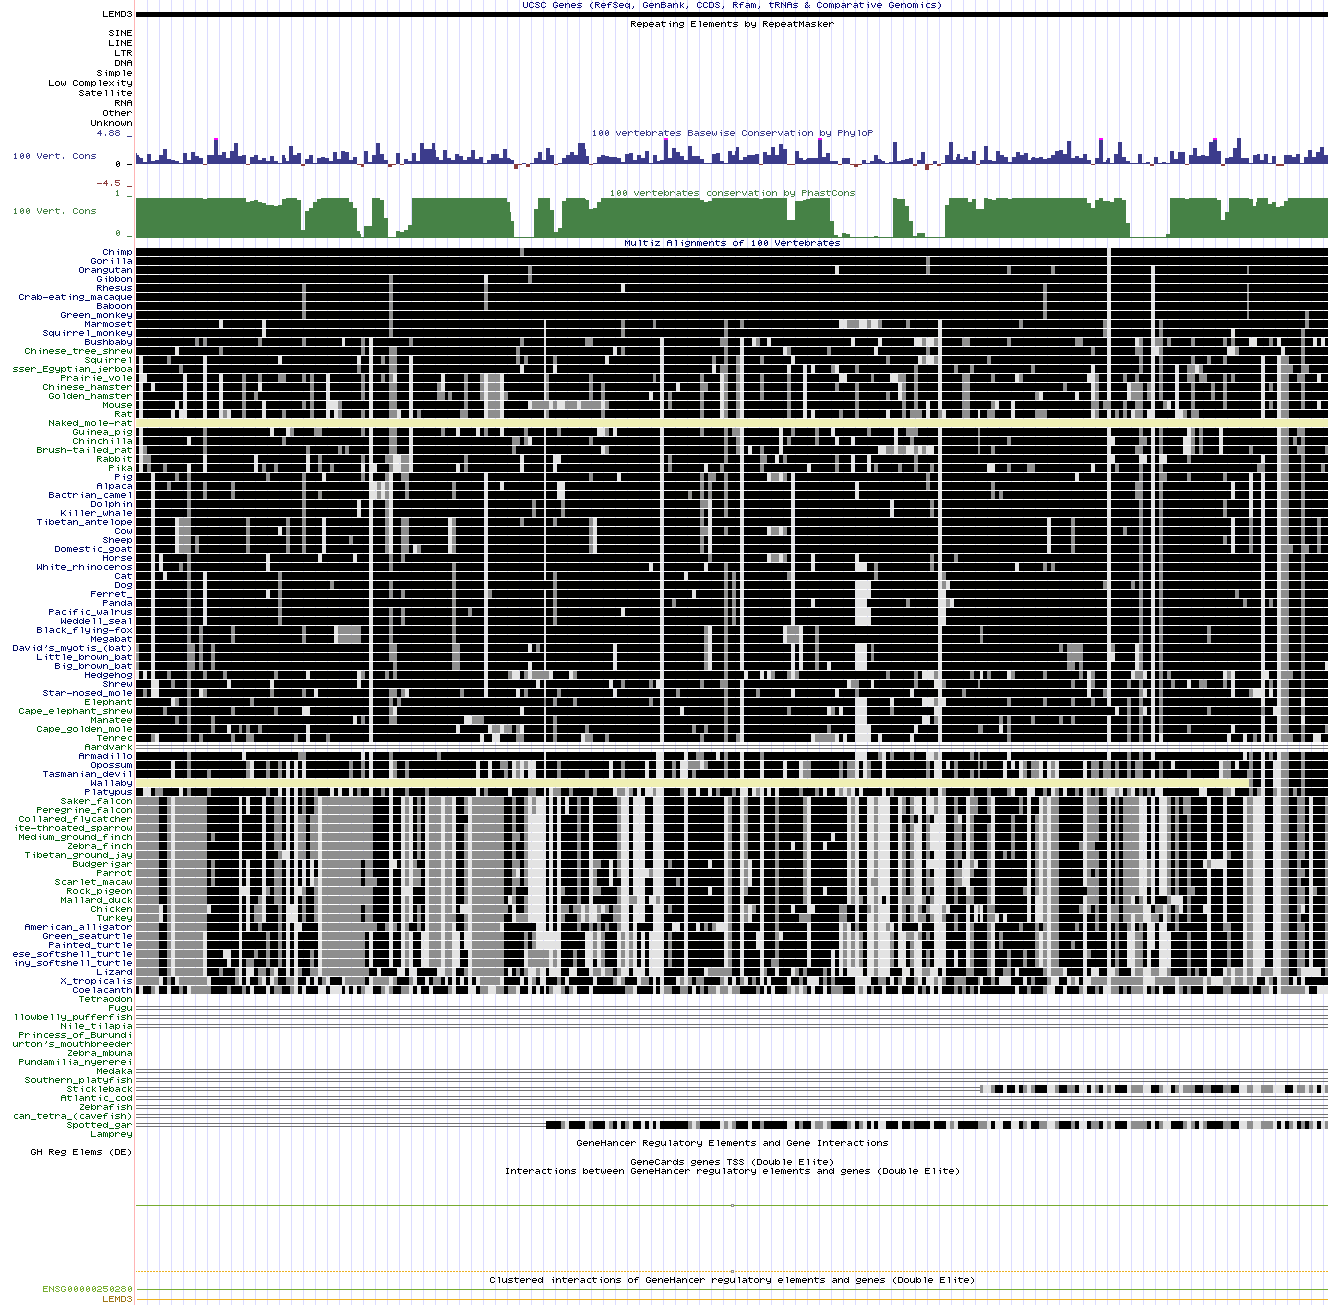 UCSC Genes (RefSeq, GenBank, CCDS, Rfam, tRNAs & Comparative Genomics)
LEMD3
Repeating Elements by RepeatMasker
SINE
LINE
LTR
DNA
Simple
Low Complexity
Satellite
RNA
Other
Unknown
4.88 _
100 vertebrates Basewise Conservation by PhyloP
100 Vert. Cons
0 _
-4.5 _
1 _
100 vertebrates conservation by PhastCons
100 Vert. Cons
0 _
Multiz Alignments of 100 Vertebrates
Chimp
Gorilla
Orangutan
Gibbon
Rhesus
Crab-eating_macaque
Baboon
Green_monkey
Marmoset
Squirrel_monkey
Bushbaby
Chinese_tree_shrew
Squirrel
sser_Egyptian_jerboa
Prairie_vole
Chinese_hamster
Golden_hamster
Mouse
Rat
Naked_mole-rat
Guinea_pig
Chinchilla
Brush-tailed_rat
Rabbit
Pika
Pig
Alpaca
Bactrian_camel
Dolphin
Killer_whale
Tibetan_antelope
Cow
Sheep
Domestic_goat
Horse
White_rhinoceros
Cat
Dog
Ferret_
Panda
Pacific_walrus
Weddell_seal
Black_flying-fox
Megabat
David's_myotis_(bat)
Little_brown_bat
Big_brown_bat
Hedgehog
Shrew
Star-nosed_mole
Elephant
Cape_elephant_shrew
Manatee
Cape_golden_mole
Tenrec
Aardvark
Armadillo
Opossum
Tasmanian_devil
Wallaby
Platypus
Saker_falcon
Peregrine_falcon
Collared_flycatcher
ite-throated_sparrow
Medium_ground_finch
Zebra_finch
Tibetan_ground_jay
Budgerigar
Parrot
Scarlet_macaw
Rock_pigeon
Mallard_duck
Chicken
Turkey
American_alligator
Green_seaturtle
Painted_turtle
ese_softshell_turtle
iny_softshell_turtle
Lizard
X_tropicalis
Coelacanth
Tetraodon
Fugu
llowbelly_pufferfish
Nile_tilapia
Princess_of_Burundi
urton's_mouthbreeder
Zebra_mbuna
Pundamilia_nyererei
Medaka
Southern_platyfish
Stickleback
Atlantic_cod
Zebrafish
can_tetra_(cavefish)
Spotted_gar
Lamprey
GeneHancer Regulatory Elements and Gene Interactions
GH Reg Elems (DE)
GeneCards genes TSS (Double Elite)
Interactions between GeneHancer regulatory elements and genes (Double Elite)
Clustered interactions of GeneHancer regulatory elements and genes (Double Elite)
ENSG00000250280
LEMD3